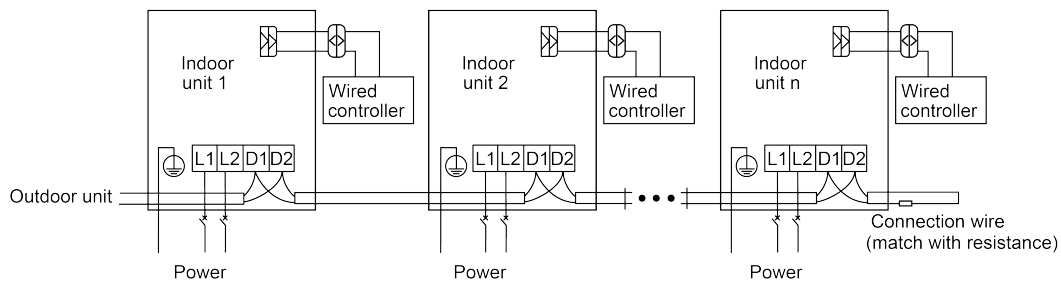 Indoor
unit 1
Wired
controller
L1 L2 D1 D2
Indoor
unit 2
Wired
controller
L1 L2 D1 D2
Indoor
unit n
Wired
controller
L1 L2 D1 D2
Outdoor unit
Connection wire
(match with resistance)
Power
Power
Power